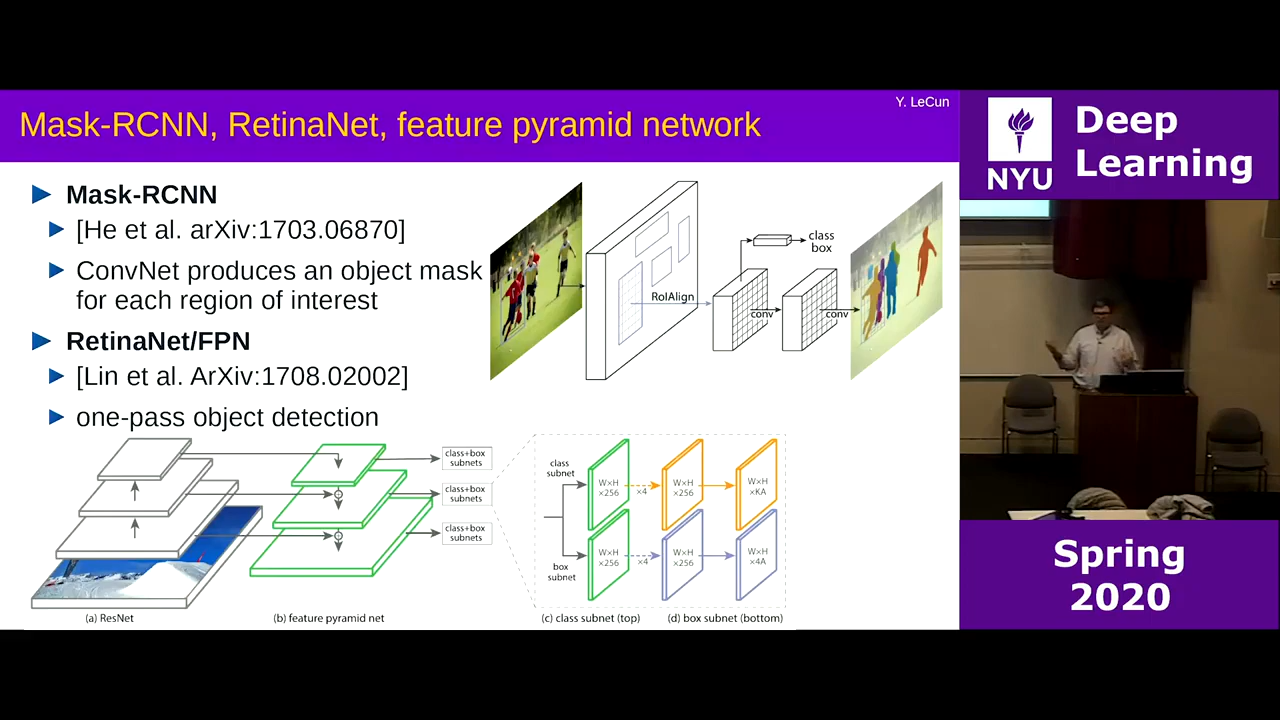 Y. LeCun
Mask-RCNN, RetinaNet, feature pyramid network
Mask-RCNN
[He et al. arXiv:1703.06870]
ConvNet produces an object mask
for each region of interest
RetinaNet/FPN
[Lin et al. ArXiv:1708.02002]
one-pass object detection
RoIAlign
class
box
conv
conv
class+box
subnets
class+box
subnets
class+box
subnets
class
subnet
W×H
×256
×4
W×H
×256
W×H
×KA
box
subnet
W×H
×256
×4
W×H
×256
W×H
×4A
(a) ResNet
(b) feature pyramid net
(c) class subnet (top)
(d) box subnet (bottom)
NYU
Deep
Learning
Spring
2020